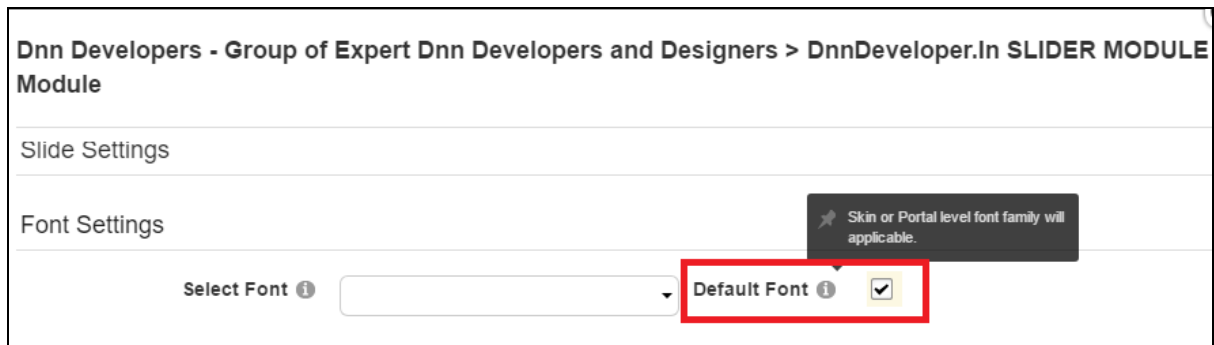 Dnn Developers - Group of Expert Dnn Developers and Designers > DnnDeveloper.In SLIDER MODULE
Module
Slide Settings
Font Settings
Skin or Portal level font family will
applicable.
Select Font
Default Font